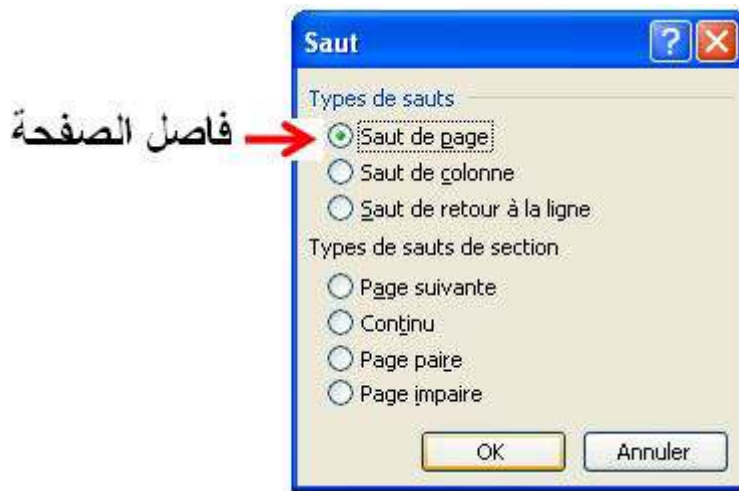 Saut
Types de sauts
فاصل الصفحة
Saut de page
Saut de colonne
Saut de retour à la ligne
Types de sauts de section
Page suivante
Continu
Page paire
Page impaire
OK
Annuler